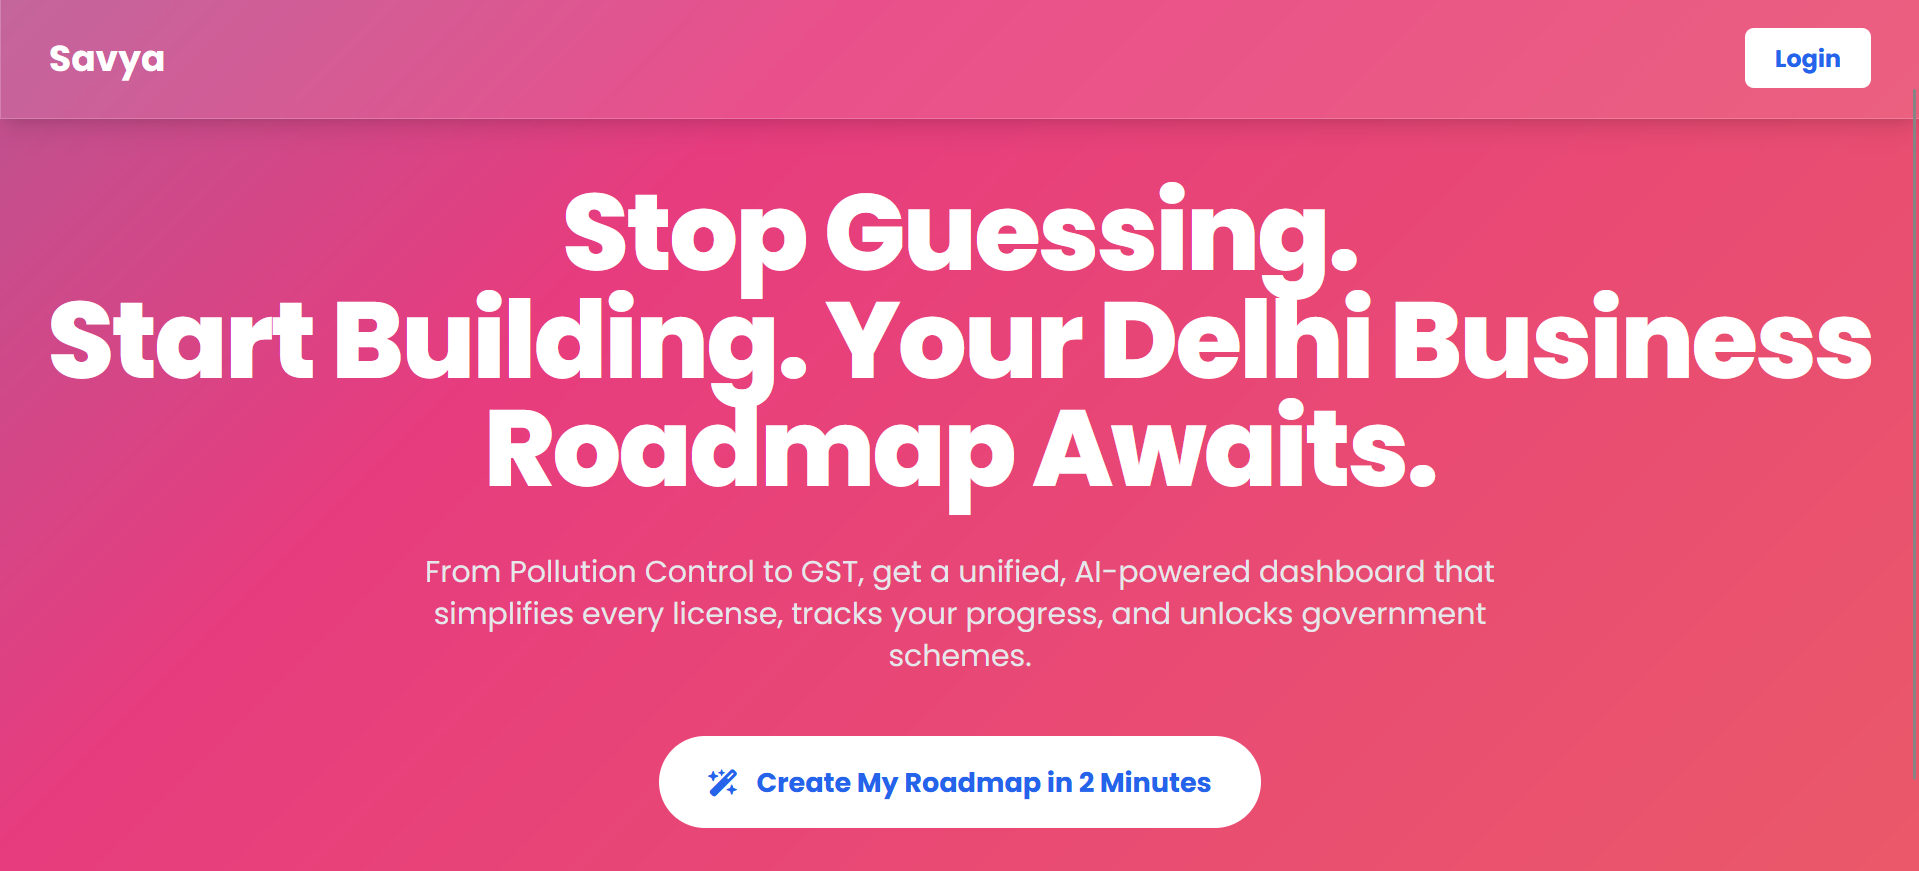 Savya
Login
Stop Guessing.
Start Building. Your Delhi Business
Roadmap Awaits.
From Pollution Control to GST, get a unified, AI-powered dashboard that
simplifies every license, tracks your progress, and unlocks government
schemes.
Create My Roadmap in 2 Minutes